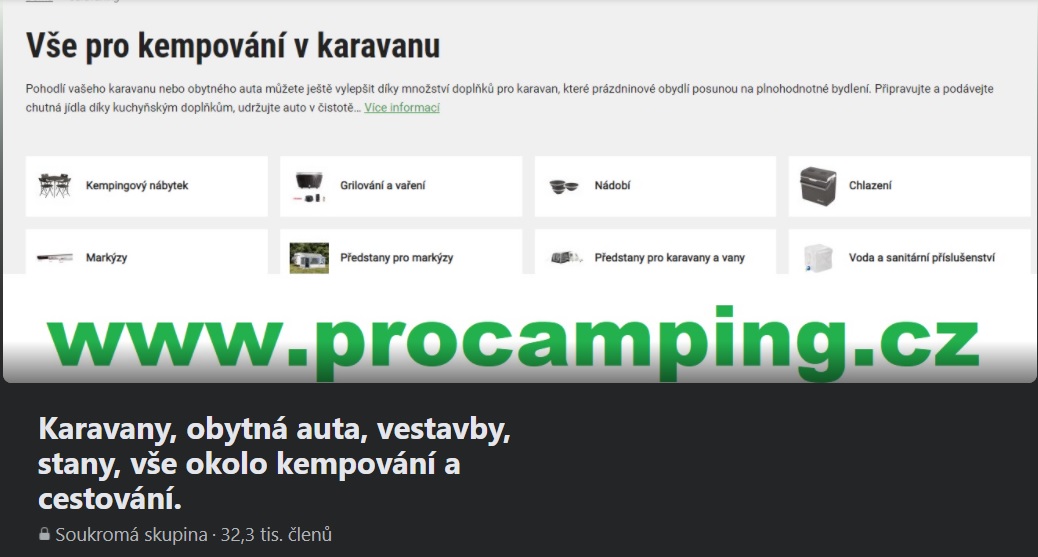 Vše pro kempování v karavanu
Pohodlí vašeho karavanu nebo obytného auta můžete ještě vylepšit díky množství doplňků pro karavan, které prázdninové obydlí posunou na plnohodnotné bydlení. Připravujte a podávejte
chutná jídla díky kuchyňským doplňkům, udržujte auto v čistotě... Více informací
Kempingový nábytek
Grilování a vaření
Nádobí
Chlazení
Markýzy
Předstany pro markýzy
Předstany pro karavany a vany
Voda a sanitární příslušenství
www.procamping.cz
Karavany, obytná auta, vestavby,
stany, vše okolo kempování a
cestování.
Soukromá skupina · 32,3 tis. členů